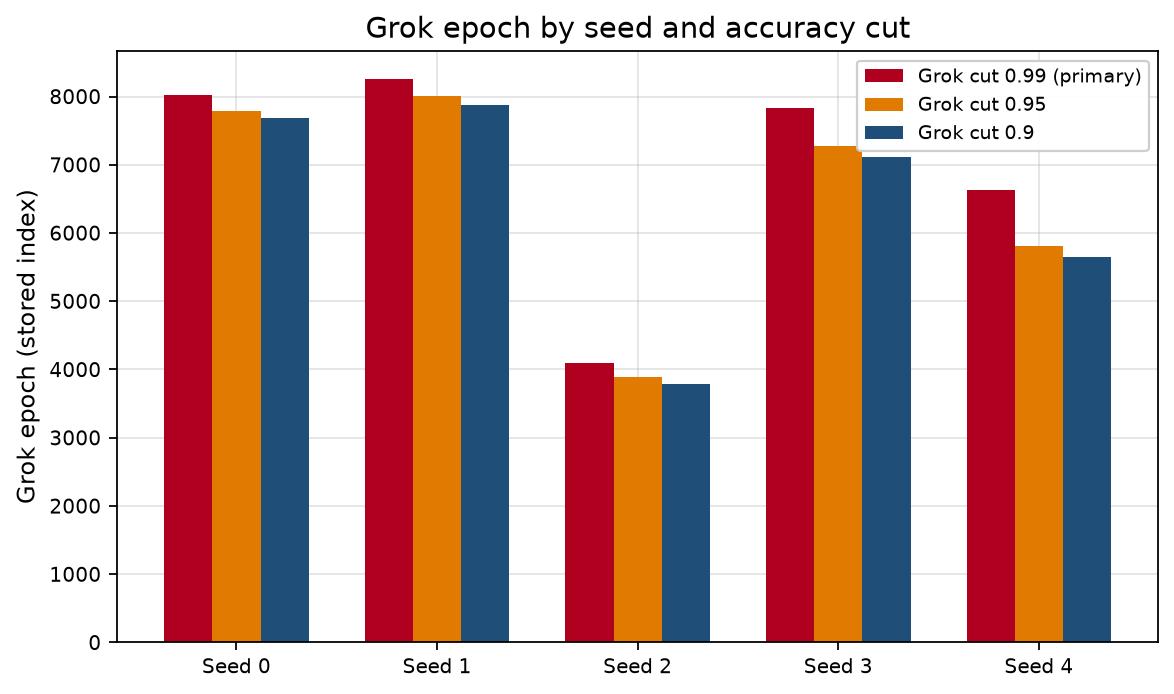 Grok epoch by seed and accuracy cut
Grok cut 0.99 (primary)
Grok cut 0.95
Grok cut 0.9
Grok epoch (stored index)
8000
7000
6000
5000
4000
3000
2000
1000
0
Seed 0
Seed 1
Seed 2
Seed 3
Seed 4